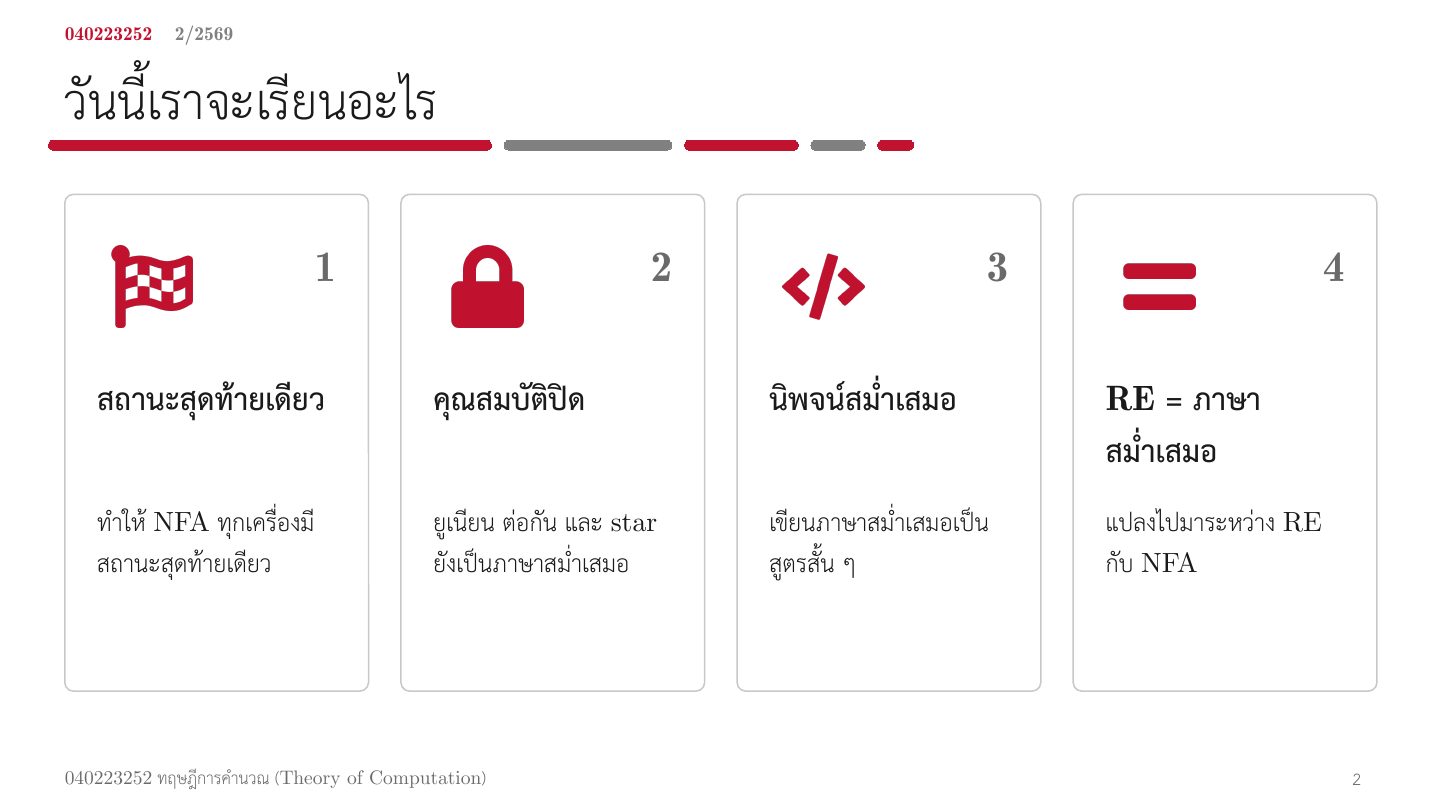 040223252 2/2569
วันนี้เราจะเรียนอะไร
1
สถานะสุดท้ายเดียว
ทำให้ NFA ทุกเครื่องมี
สถานะสุดท้ายเดียว
2
คุณสมบัติปิด
ยูเนียน ต่อกัน และ star
ยังเป็นภาษาสม่ำเสมอ
3
นิพจน์สม่ำเสมอ
เขียนภาษาสม่ำเสมอเป็น
สูตรสั้น ๆ
4
RE = ภาษา
สม่ำเสมอ
แปลงไปมาระหว่าง RE
กับ NFA
040223252 ทฤษฎีการคำนวณ (Theory of Computation)
2